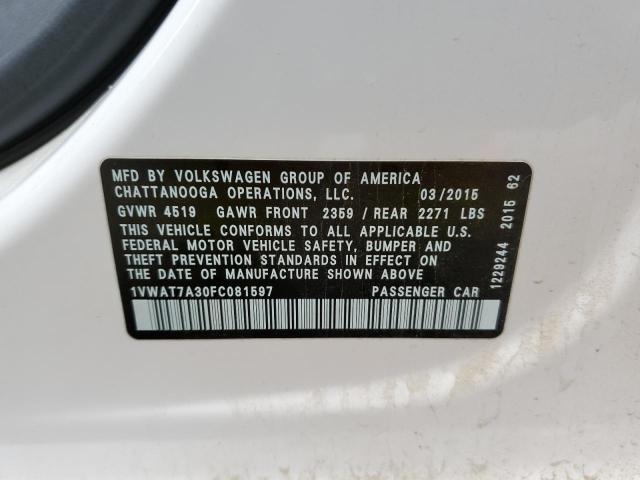 MFD BY VOLKSWAGEN GROUP OF AMERICA
CHATTANOOGA OPERATIONS, LLC. 03/2015
GVWR 4519 GAWR FRONT 2359 / REAR 2271 LBS
THIS VEHICLE CONFORMS TO ALL APPLICABLE U.S.
FEDERAL MOTOR VEHICLE SAFETY, BUMPER AND
THEFT PREVENTION STANDARDS IN EFFECT ON
THE DATE OF MANUFACTURE SHOWN ABOVE
1VWAT7A30FC081597 PASSENGER CAR
1229244 2015 62